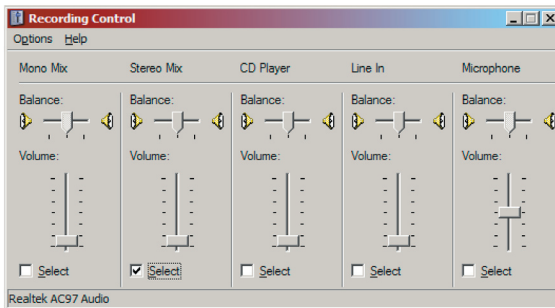 Recording Control
Options Help
Mono Mix Stereo Mix CD Player Line In Microphone
Balance: Balance: Balance: Balance: Balance:
Volume: Volume: Volume: Volume: Volume:
Select Select Select Select Select
Realtek AC97 Audio